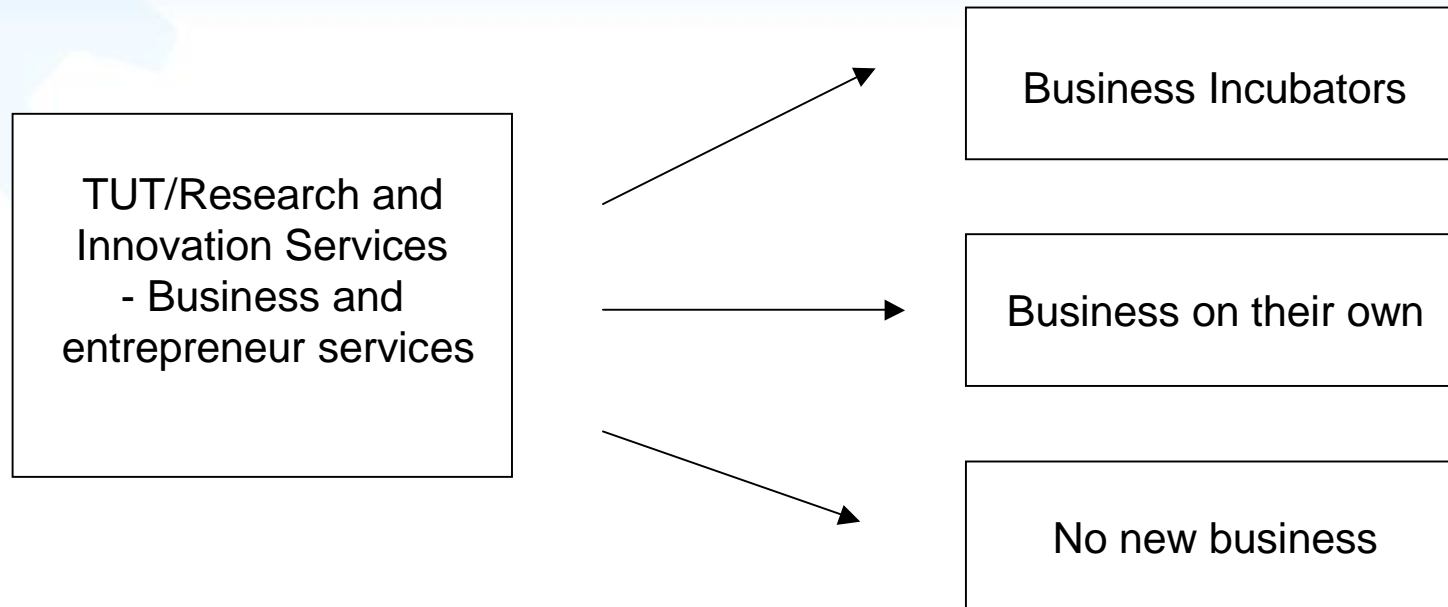 TUT/Research and
Innovation Services
- Business and
entrepreneur services
Business Incubators
Business on their own
No new business